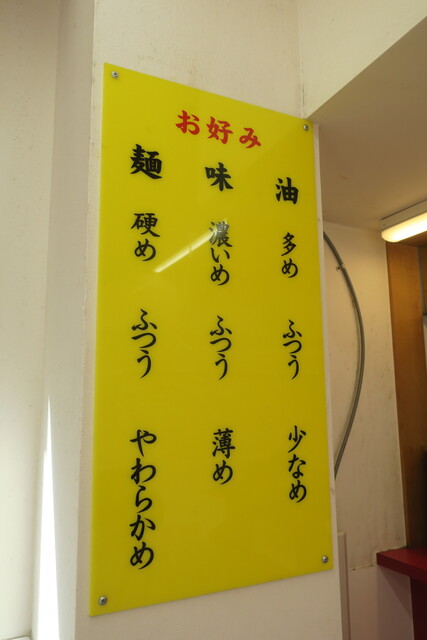 お好み
麺 硬め ふつう やわらかめ
味 濃いめ ふつう 薄め
油 多め ふつう 少なめ